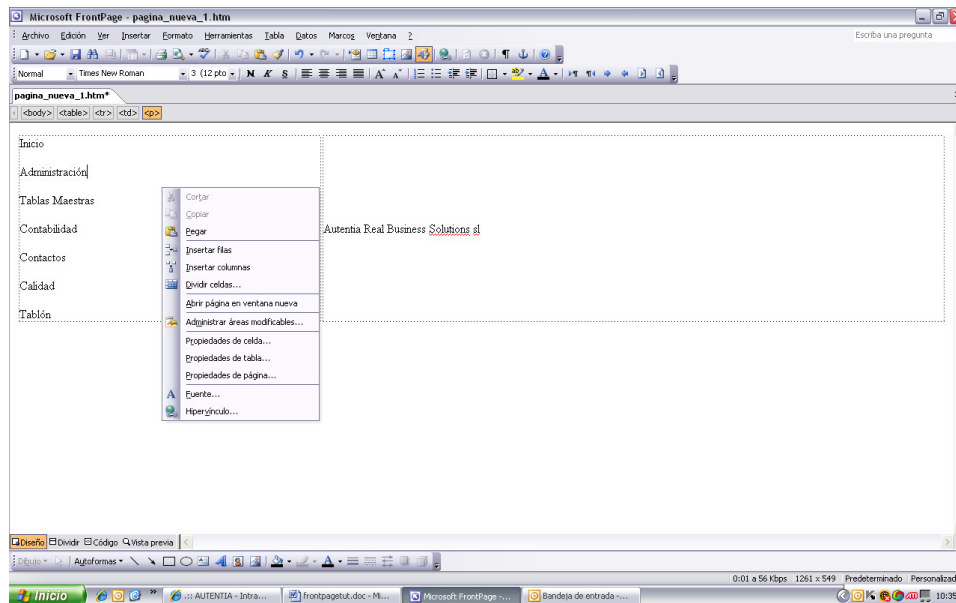 Microsoft FrontPage - pagina_nueva_1.htm
Archivo Edición Ver Insertar Formato Herramientas Tabla Datos Marcos Ventana ? Escriba una pregunta
Normal Times New Roman 3 (12 pto N K S
pagina_nueva_1.htm*
<body> <table> <tr> <td> <p>
Inicio
Administración
Tablas Maestras
Contabilidad
Contactos
Calidad
Tablón
Autentia Real Business Solutions sl
Cortar
Copiar
Pegar
Insertar filas
Insertar columnas
Dividir celdas...
Abrir página en ventana nueva
Administrar áreas modificables...
Propiedades de celda...
Propiedades de tabla...
Propiedades de página...
Fuente...
Hipervínculo...
Diseño Dividir Código Vista previa
Dibujo Autoformas
0:01 a 56 Kbps 1261 x 549 Predeterminado Personalizad
Inicio .:: AUTENTIA - Intra... frontpagetut.doc - Mi... Microsoft FrontPage -... Bandeja de entrada -... 10:35